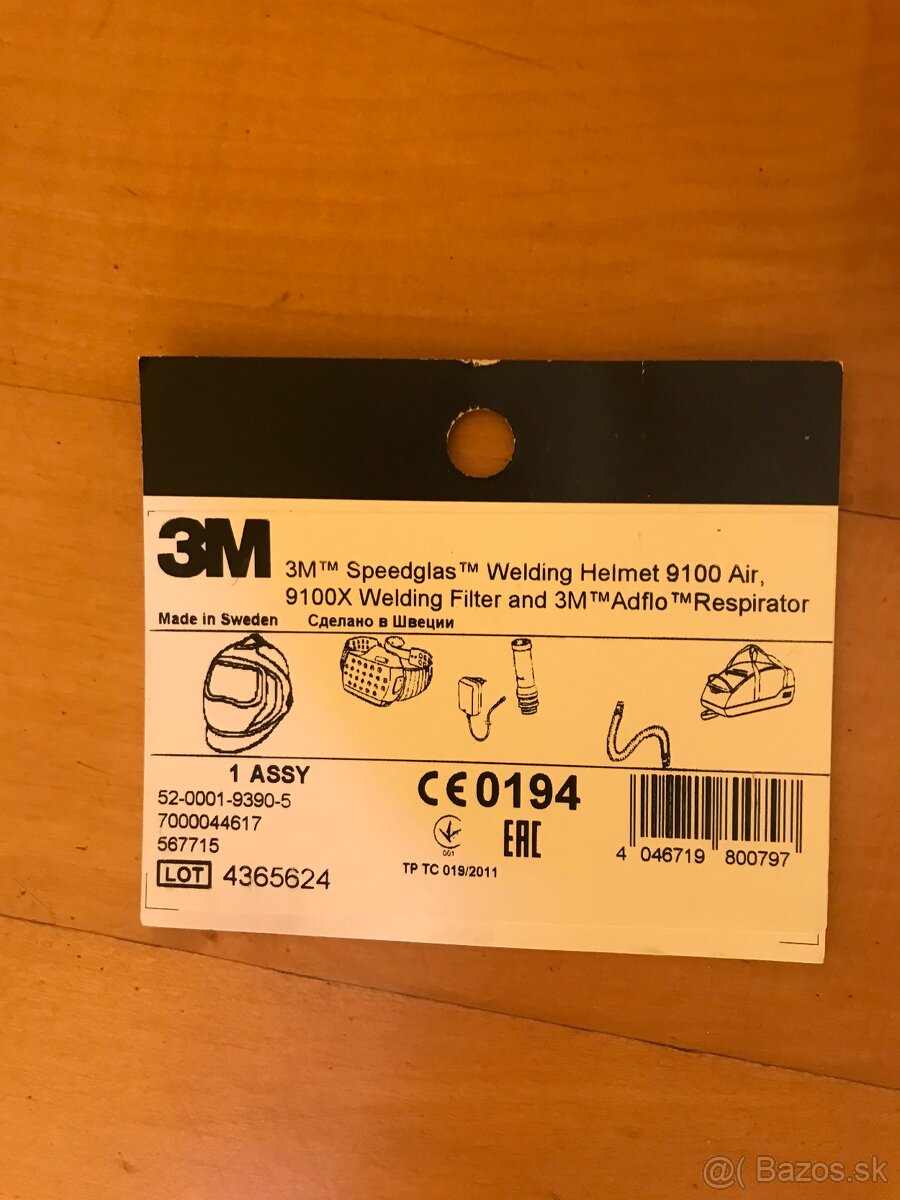 3M
3M™ Speedglas™ Welding Helmet 9100 Air,
9100X Welding Filter and 3M™Adflo™Respirator
Made in Sweden Сделано в Швеции
1 ASSY
52-0001-9390-5
7000044617
567715
LOT 4365624
CE 0194
001
EAC
TP TC 019/2011
4 046719 800797
@( Bazos.sk